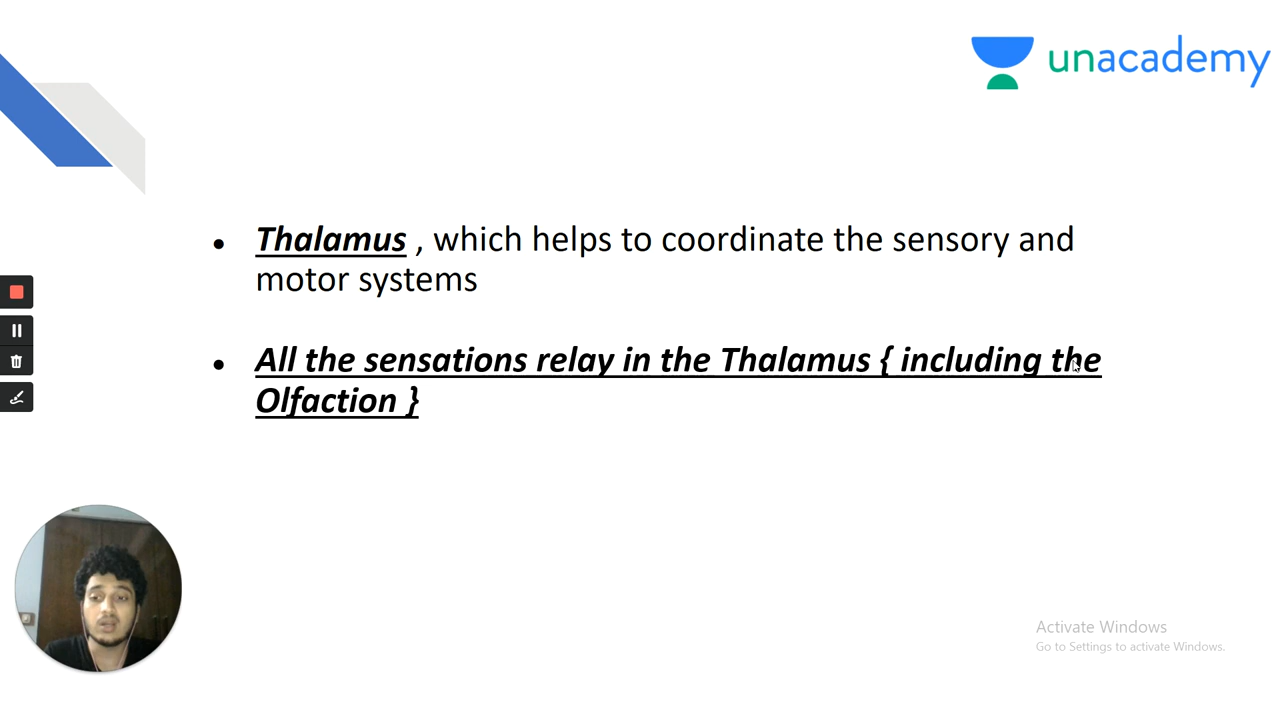 unacademy
Thalamus , which helps to coordinate the sensory and
motor systems
All the sensations relay in the Thalamus { including the
Olfaction }
Activate Windows
Go to Settings to activate Windows.